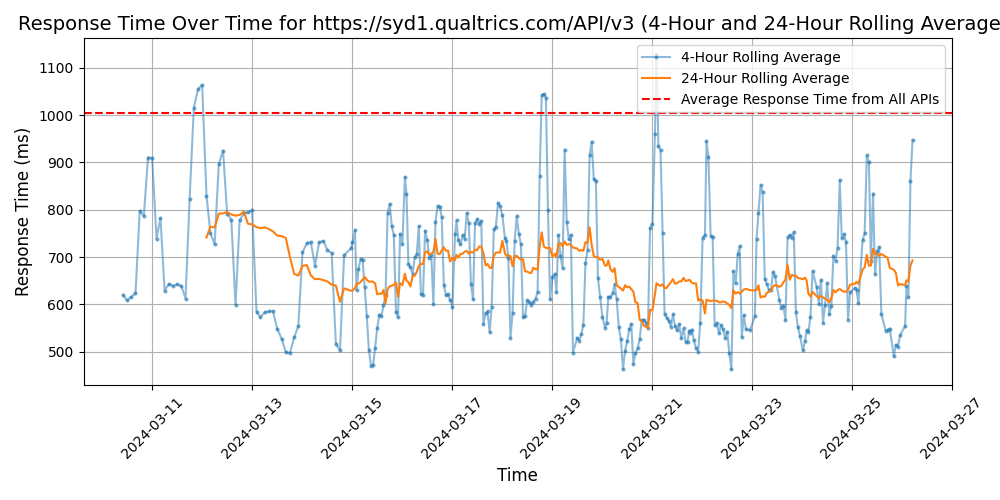 Response Time Over Time for https://syd1.qualtrics.com/API/v3 (4-Hour and 24-Hour Rolling Average
4-Hour Rolling Average
24-Hour Rolling Average
Average Response Time from All APIs
Response Time (ms)
1100
1000
900
800
700
600
500
2024-03-11
2024-03-13
2024-03-15
2024-03-17
2024-03-19
2024-03-21
2024-03-23
2024-03-25
2024-03-27
Time